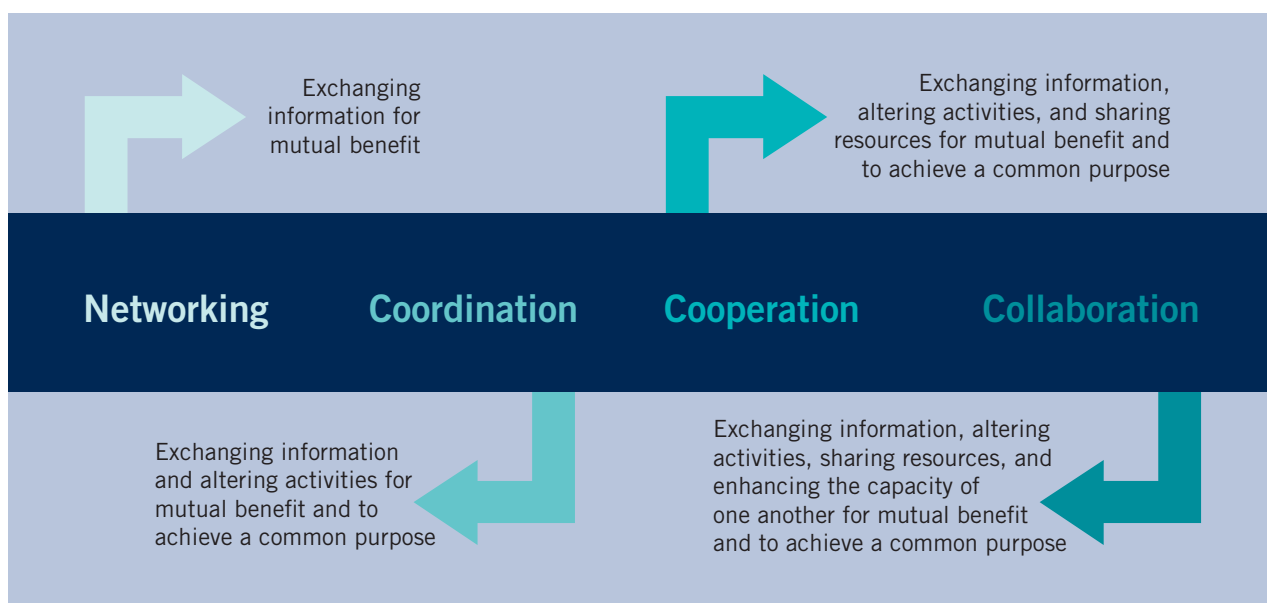 Exchanging
information for
mutual benefit
Exchanging information,
altering activities, and sharing
resources for mutual benefit and
to achieve a common purpose
Networking
Coordination
Cooperation
Collaboration
Exchanging information
and altering activities for
mutual benefit and to
achieve a common purpose
Exchanging information, altering
activities, sharing resources, and
enhancing the capacity of
one another for mutual benefit
and to achieve a common purpose